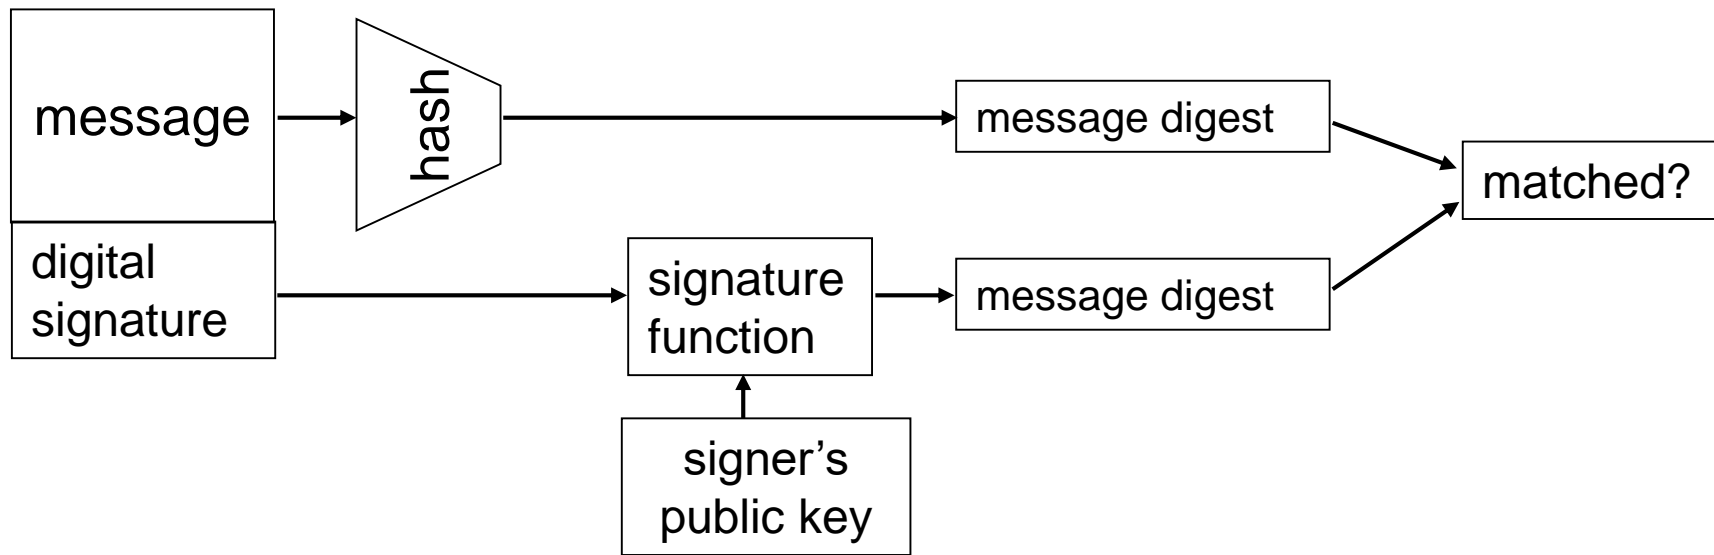 message
hash
message digest
matched?
digital
signature
signature
function
message digest
signer’s
public key